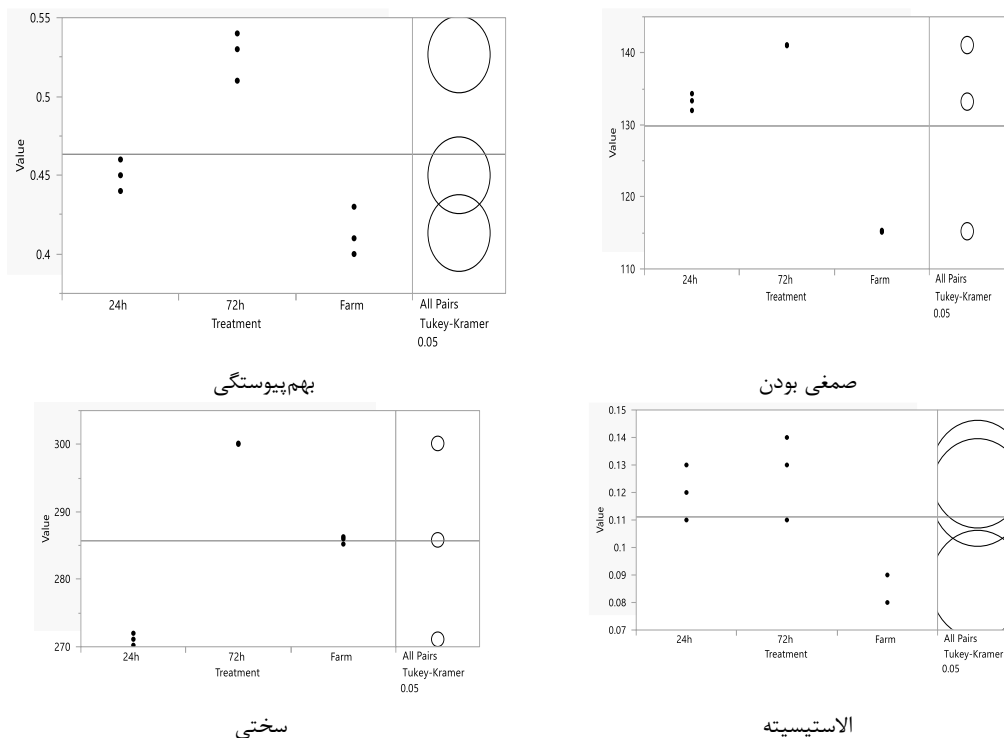 0.55
0.5
0.45
0.4
Value
24h 72h Farm
Treatment
All Pairs
Tukey-Kramer
0.05
بهم‌پیوستگی
140
130
120
110
Value
24h 72h Farm
Treatment
All Pairs
Tukey-Kramer
0.05
صمغی بودن
300
290
280
270
Value
24h 72h Farm
Treatment
All Pairs
Tukey-Kramer
0.05
سختی
0.15
0.14
0.13
0.12
0.11
0.1
0.09
0.08
0.07
Value
24h 72h Farm
Treatment
All Pairs
Tukey-Kramer
0.05
الاستیسیته